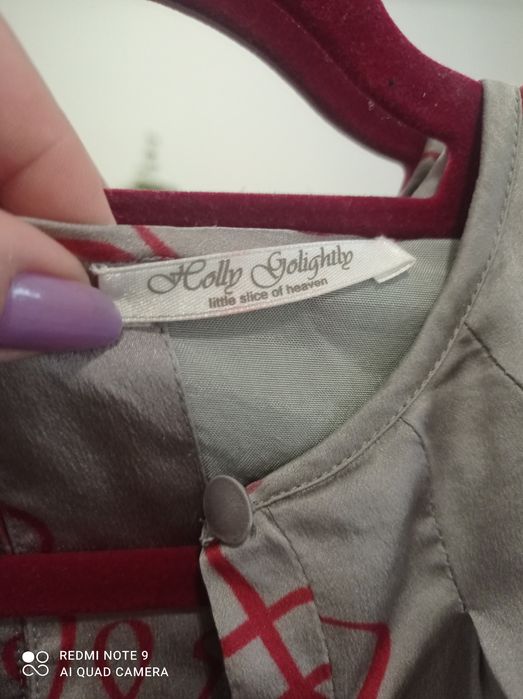 Holly Golightly
little slice of heaven
REDMI NOTE 9
AI QUAD CAMERA